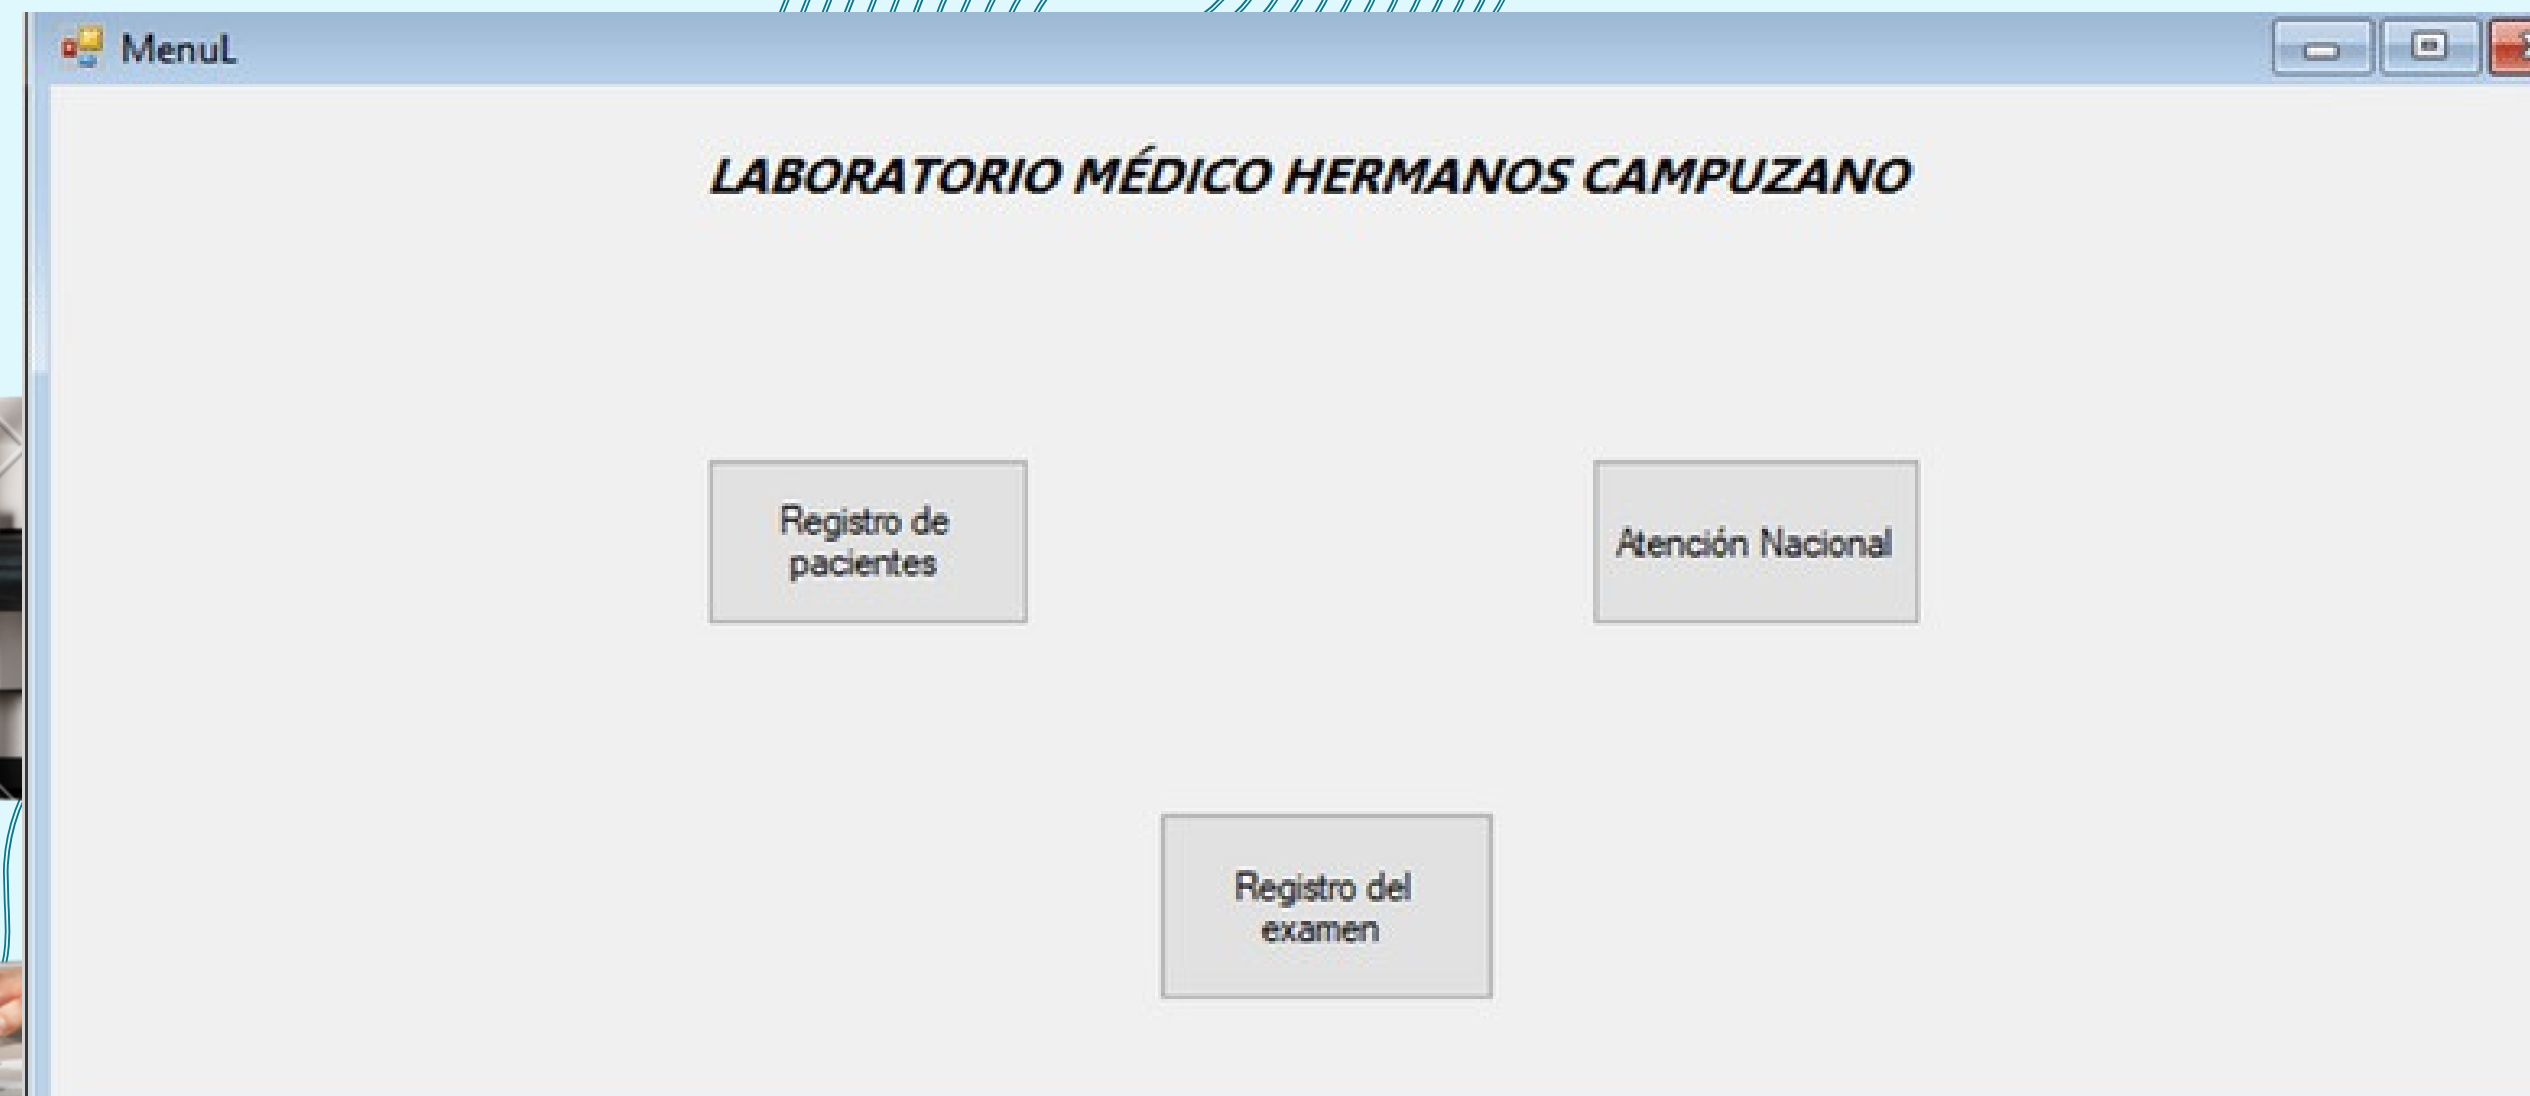 MenuL
LABORATORIO MÉDICO HERMANOS CAMPUZANO
Registro de
pacientes
Atención Nacional
Registro del
examen